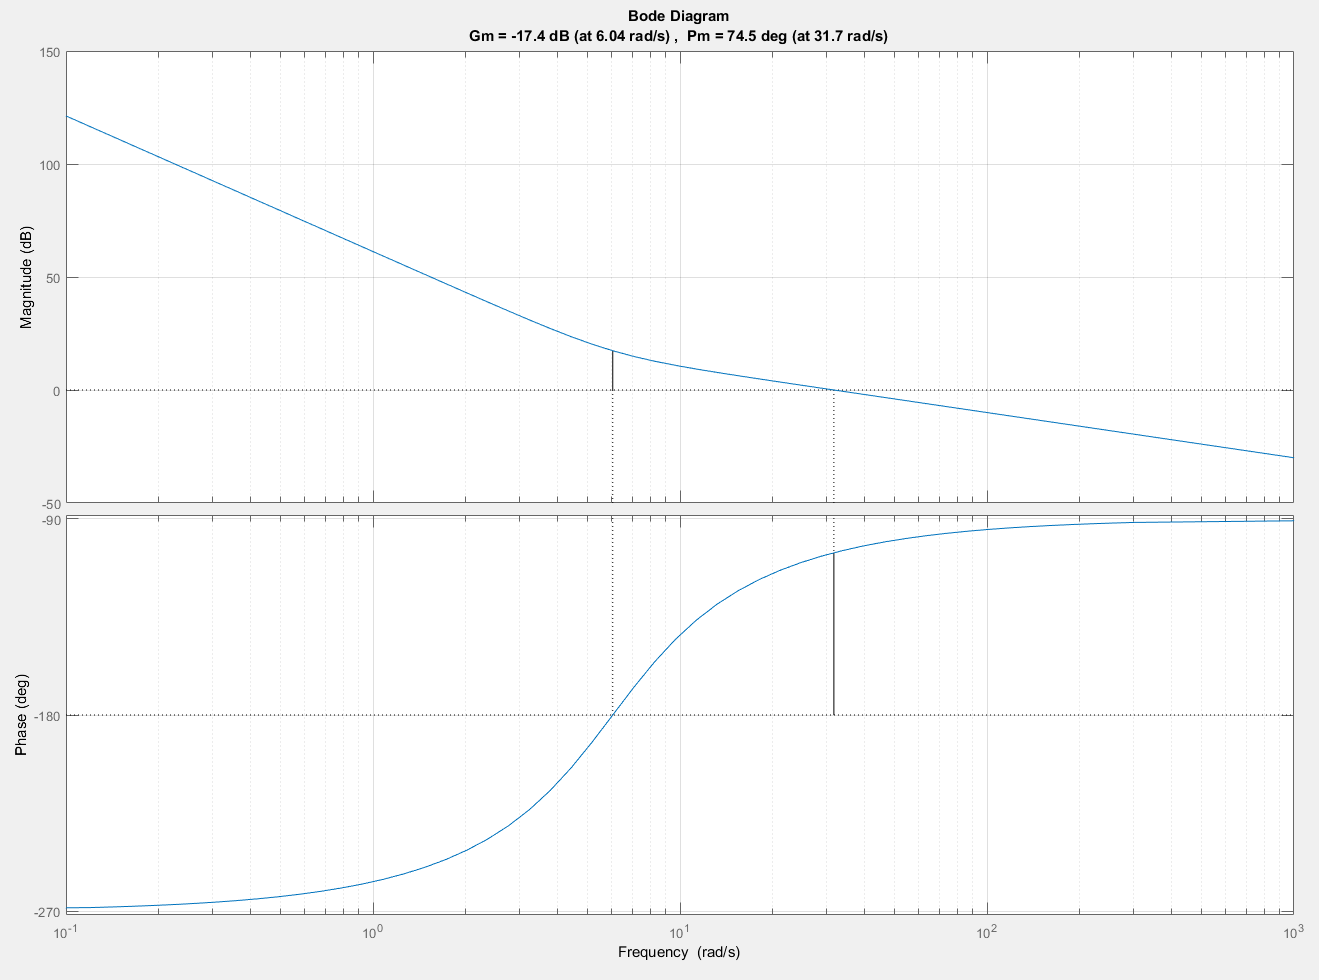 Bode Diagram
Gm = -17.4 dB (at 6.04 rad/s) ,  Pm = 74.5 deg (at 31.7 rad/s)
150
100
50
0
-50
Magnitude (dB)
-90
-180
-270
Phase (deg)
10^-1 10^0 10^1 10^2 10^3
Frequency  (rad/s)